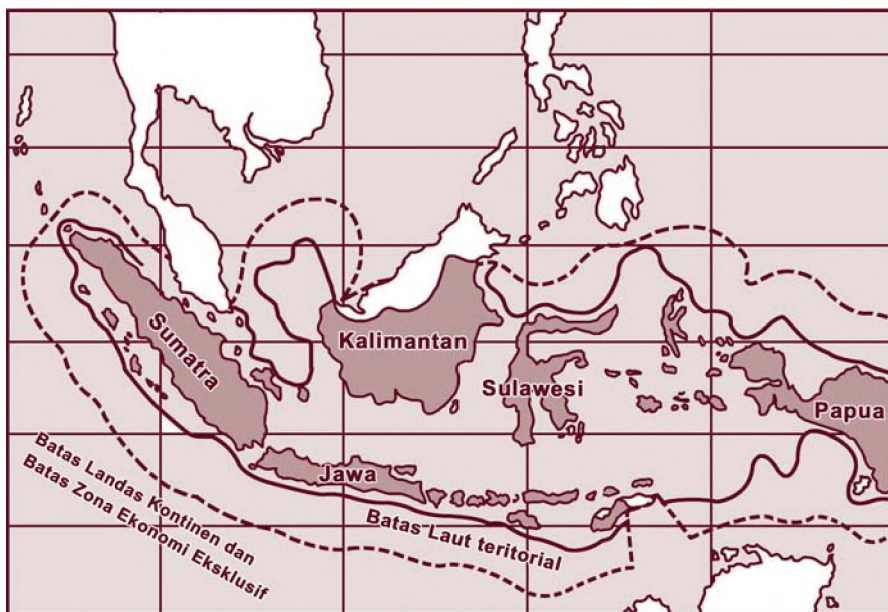 Sumatra
Kalimantan
Sulawesi
Papua
Jawa
Batas Landas Kontinen dan
Batas Zona Ekonomi Eksklusif
Batas Laut teritorial